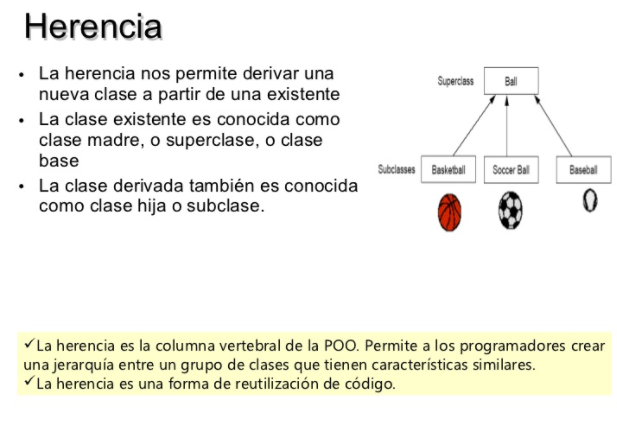 Herencia
• La herencia nos permite derivar una
nueva clase a partir de una existente
• La clase existente es conocida como
clase madre, o superclase, o clase
base
• La clase derivada también es conocida
como clase hija o subclase.
Superclass Ball
Subclasses Basketball Soccer Ball Baseball
✓La herencia es la columna vertebral de la POO. Permite a los programadores crear
una jerarquía entre un grupo de clases que tienen características similares.
✓La herencia es una forma de reutilización de código.